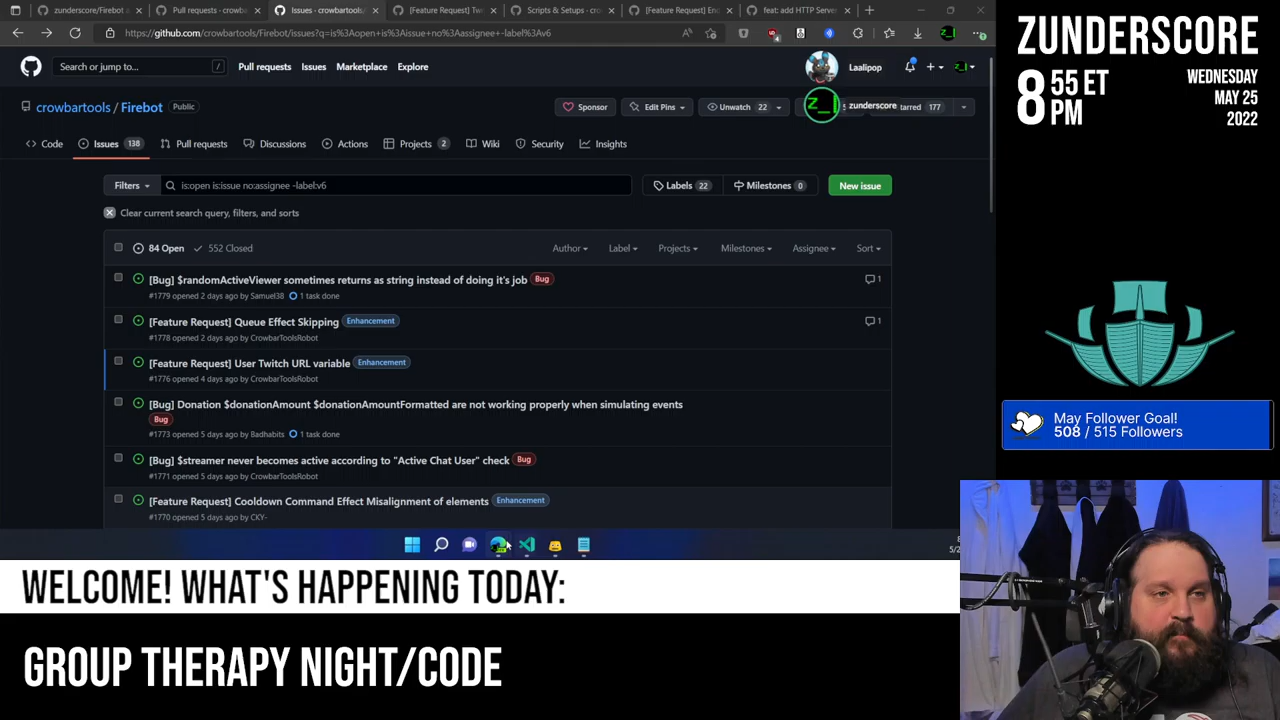 zunderscore/Firebot a
Pull requests · crowba
Issues · crowbartools/
[Feature Request] Tw
Scripts & Setups · cro
[Feature Request] En
feat: add HTTP Server
https://github.com/crowbartools/Firebot/issues?q=is%3Aopen+is%3Aissue+no%3Aassignee+-label%3Av6
Search or jump to...
/
Pull requests
Issues
Marketplace
Explore
Laalipop
crowbartools / Firebot
Public
Sponsor
Edit Pins
Unwatch 22
zunderscore
tarred 177
Code
Issues 138
Pull requests
Discussions
Actions
Projects 2
Wiki
Security
Insights
Filters
is:open is:issue no:assignee -label:v6
Labels 22
Milestones 0
New issue
Clear current search query, filters, and sorts
84 Open
552 Closed
Author
Label
Projects
Milestones
Assignee
Sort
[Bug] $randomActiveViewer sometimes returns as string instead of doing it's job Bug
1
#1779 opened 2 days ago by Samuel38 1 task done
[Feature Request] Queue Effect Skipping Enhancement
1
#1778 opened 2 days ago by CrowbarToolsRobot
[Feature Request] User Twitch URL variable Enhancement
#1776 opened 4 days ago by CrowbarToolsRobot
[Bug] Donation $donationAmount $donationAmountFormatted are not working properly when simulating events
Bug
#1773 opened 5 days ago by Badhabits 1 task done
[Bug] $streamer never becomes active according to "Active Chat User" check Bug
#1771 opened 5 days ago by CrowbarToolsRobot
[Feature Request] Cooldown Command Effect Misalignment of elements Enhancement
#1770 opened 5 days ago by CKY-
WELCOME! WHAT'S HAPPENING TODAY:
GROUP THERAPY NIGHT/CODE
ZUNDERSCORE
8 55 ET
PM
WEDNESDAY
MAY 25
2022
May Follower Goal!
508 / 515 Followers